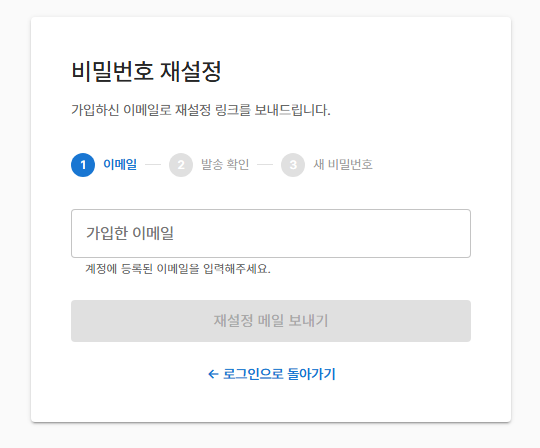 비밀번호 재설정
가입하신 이메일로 재설정 링크를 보내드립니다.
1 이메일 2 발송 확인 3 새 비밀번호
가입한 이메일
계정에 등록된 이메일을 입력해주세요.
재설정 메일 보내기
← 로그인으로 돌아가기